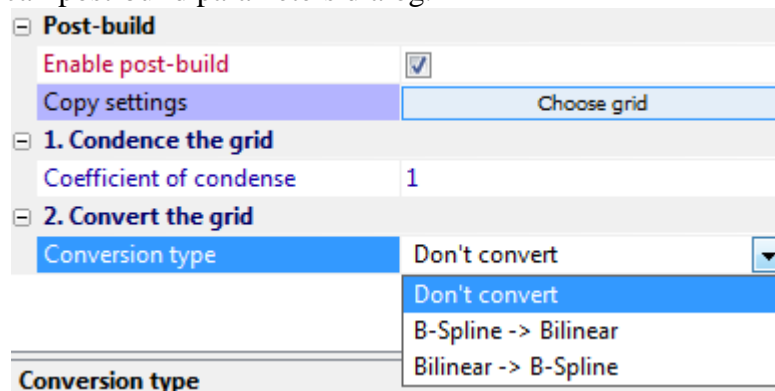 Post-build
Enable post-build
Copy settings Choose grid
1. Condence the grid
Coefficient of condense 1
2. Convert the grid
Conversion type Don't convert
Don't convert
B-Spline -> Bilinear
Bilinear -> B-Spline
Conversion type